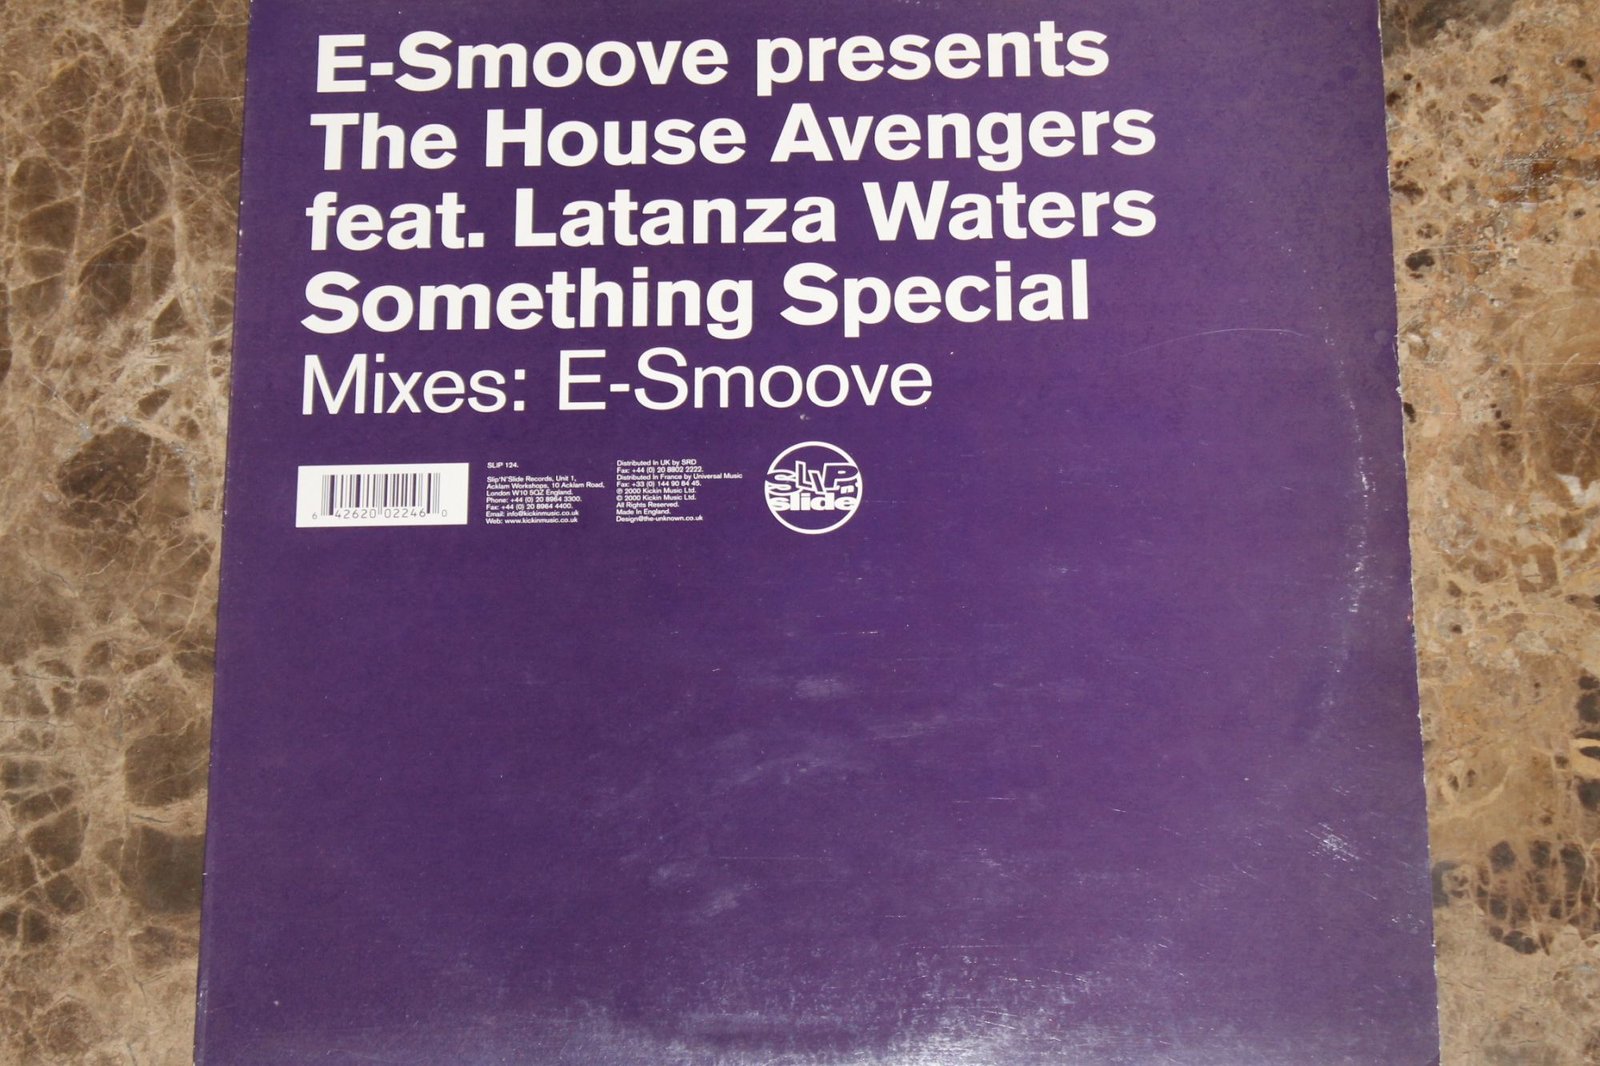 E-Smoove presents
The House Avengers
feat. Latanza Waters
Something Special
Mixes: E-Smoove
6 42620 02246 0
SLIP 124.
Slip'N'Slide Records, Unit 1,
Acklam Workshops, 10 Acklam Road,
London W10 5QZ England.
Phone: +44 (0) 20 8964 3300.
Fax: +44 (0) 20 8964 4400.
Email: info@kickinmusic.co.uk
Web: www.kickinmusic.co.uk
Distributed In UK by SRD
Fax: +44 (0) 20 8802 2222.
Distributed In France by Universal Music
Fax: +33 (0) 144 90 84 45.
℗ 2000 Kickin Music Ltd.
© 2000 Kickin Music Ltd.
All Rights Reserved.
Made In England.
Design@the-unknown.co.uk
SLIP
n
slide